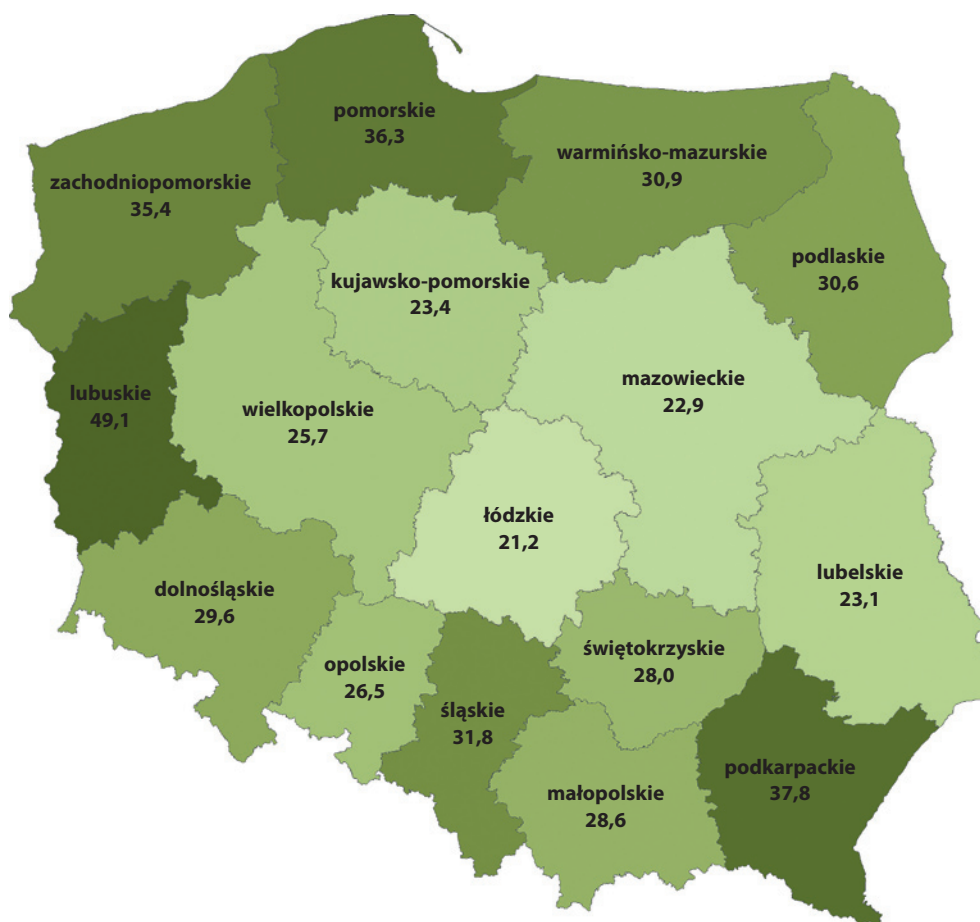 pomorskie
36,3
warmińsko-mazurskie
30,9
zachodniopomorskie
35,4
podlaskie
30,6
kujawsko-pomorskie
23,4
mazowieckie
22,9
lubuskie
49,1
wielkopolskie
25,7
łódzkie
21,2
lubelskie
23,1
dolnośląskie
29,6
świętokrzyskie
28,0
opolskie
26,5
śląskie
31,8
podkarpackie
37,8
małopolskie
28,6